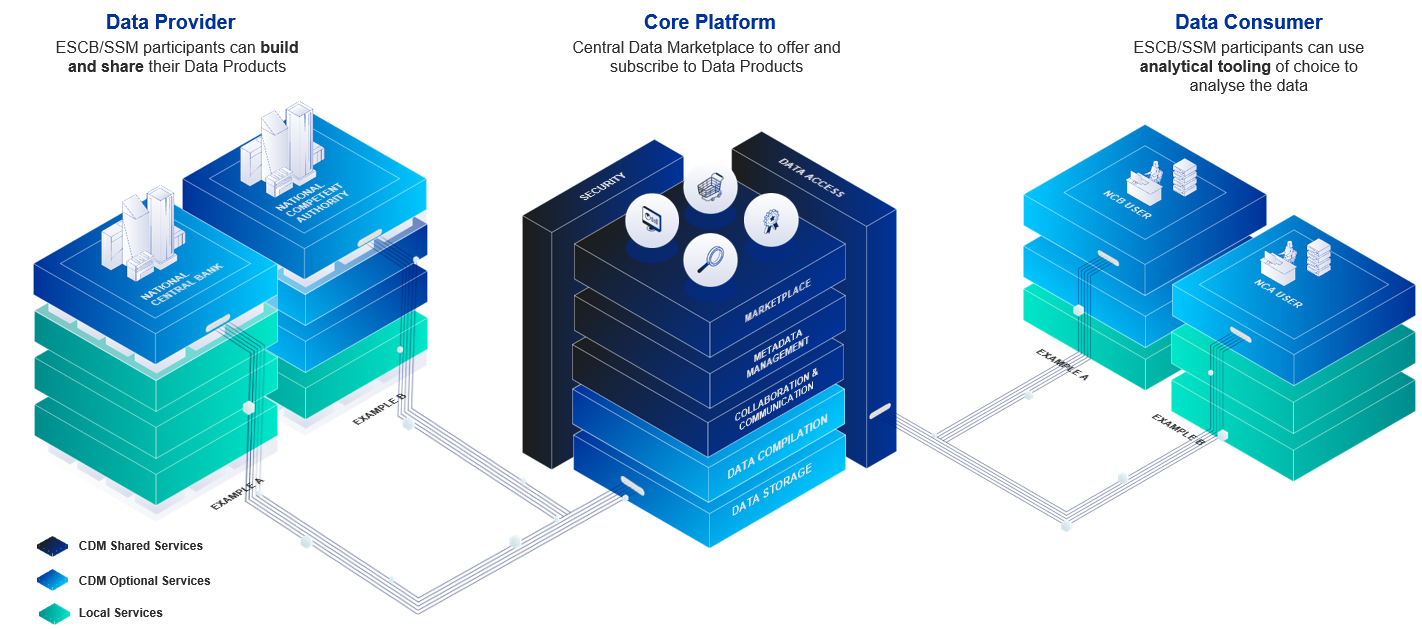 Data Provider
ESCB/SSM participants can build
and share their Data Products
Core Platform
Central Data Marketplace to offer and
subscribe to Data Products
Data Consumer
ESCB/SSM participants can use
analytical tooling of choice to
analyse the data
NATIONAL
COMPETENT
AUTHORITY
NATIONAL
CENTRAL BANK
EXAMPLE B
EXAMPLE A
SECURITY
DATA ACCESS
MARKETPLACE
METADATA
MANAGEMENT
COLLABORATION &
COMMUNICATION
DATA COMPILATION
DATA STORAGE
NCB USER
NCA USER
EXAMPLE A
EXAMPLE B
CDM Shared Services
CDM Optional Services
Local Services